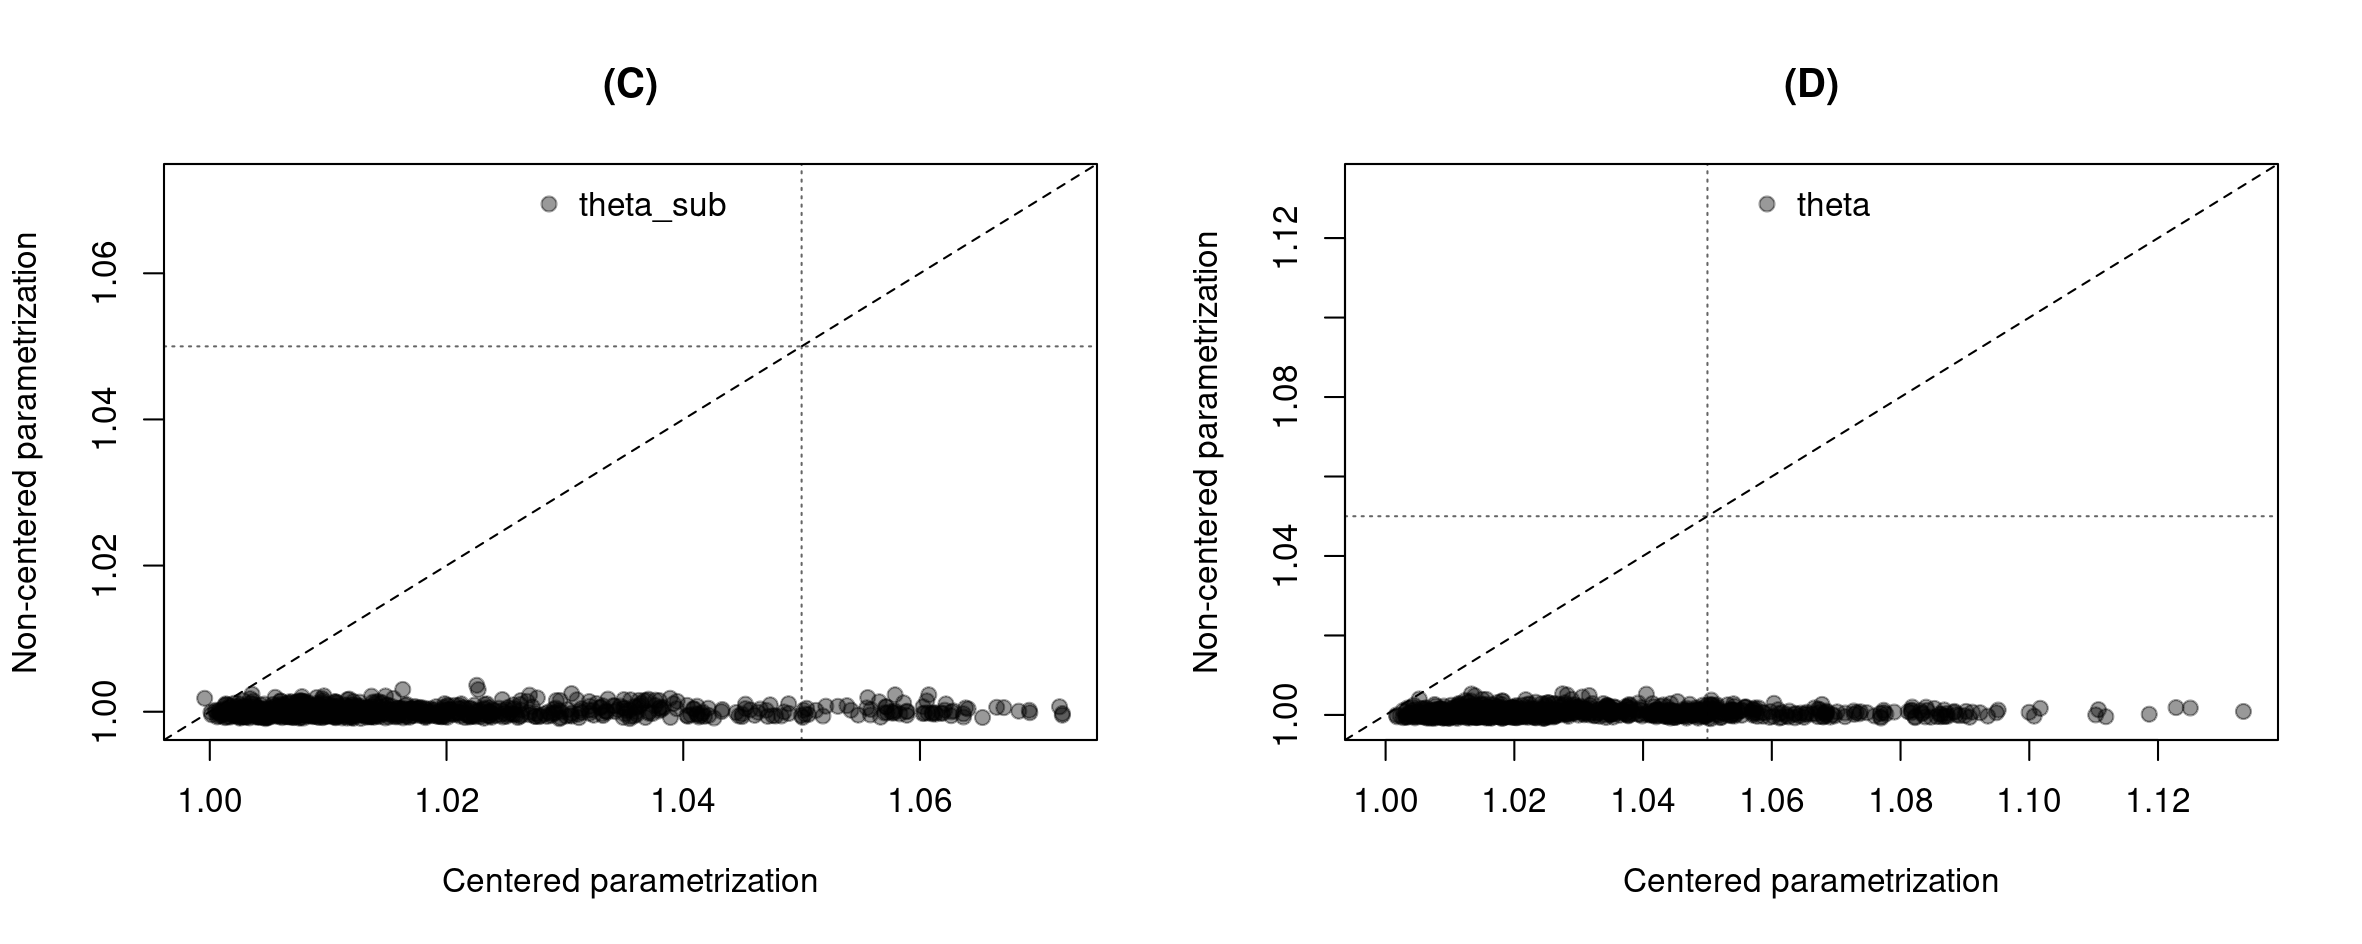 (C)
theta_sub
Non-centered parametrization
1.00 1.02 1.04 1.06
1.00 1.02 1.04 1.06
Centered parametrization
(D)
theta
Non-centered parametrization
1.00 1.04 1.08 1.12
1.00 1.02 1.04 1.06 1.08 1.10 1.12
Centered parametrization